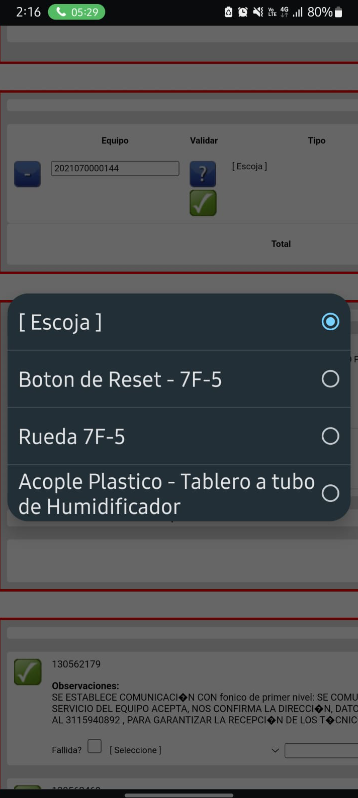 2:16 05:29 80%
Equipo Validar Tipo
2021070000144 [ Escoja ]
Total
[ Escoja ]
Boton de Reset - 7F-5
Rueda 7F-5
Acople Plastico - Tablero a tubo
de Humidificador
130562179
Observaciones:
SE ESTABLECE COMUNICACI�N CON fonico de primer nivel: SE COMU
SERVICIO DEL EQUIPO ACEPTA, NOS CONFIRMA LA DIRECCI�N, DATO
AL 3115940892 , PARA GARANTIZAR LA RECEPCI�N DE LOS T�CNIC
Fallida? [ Seleccione ]